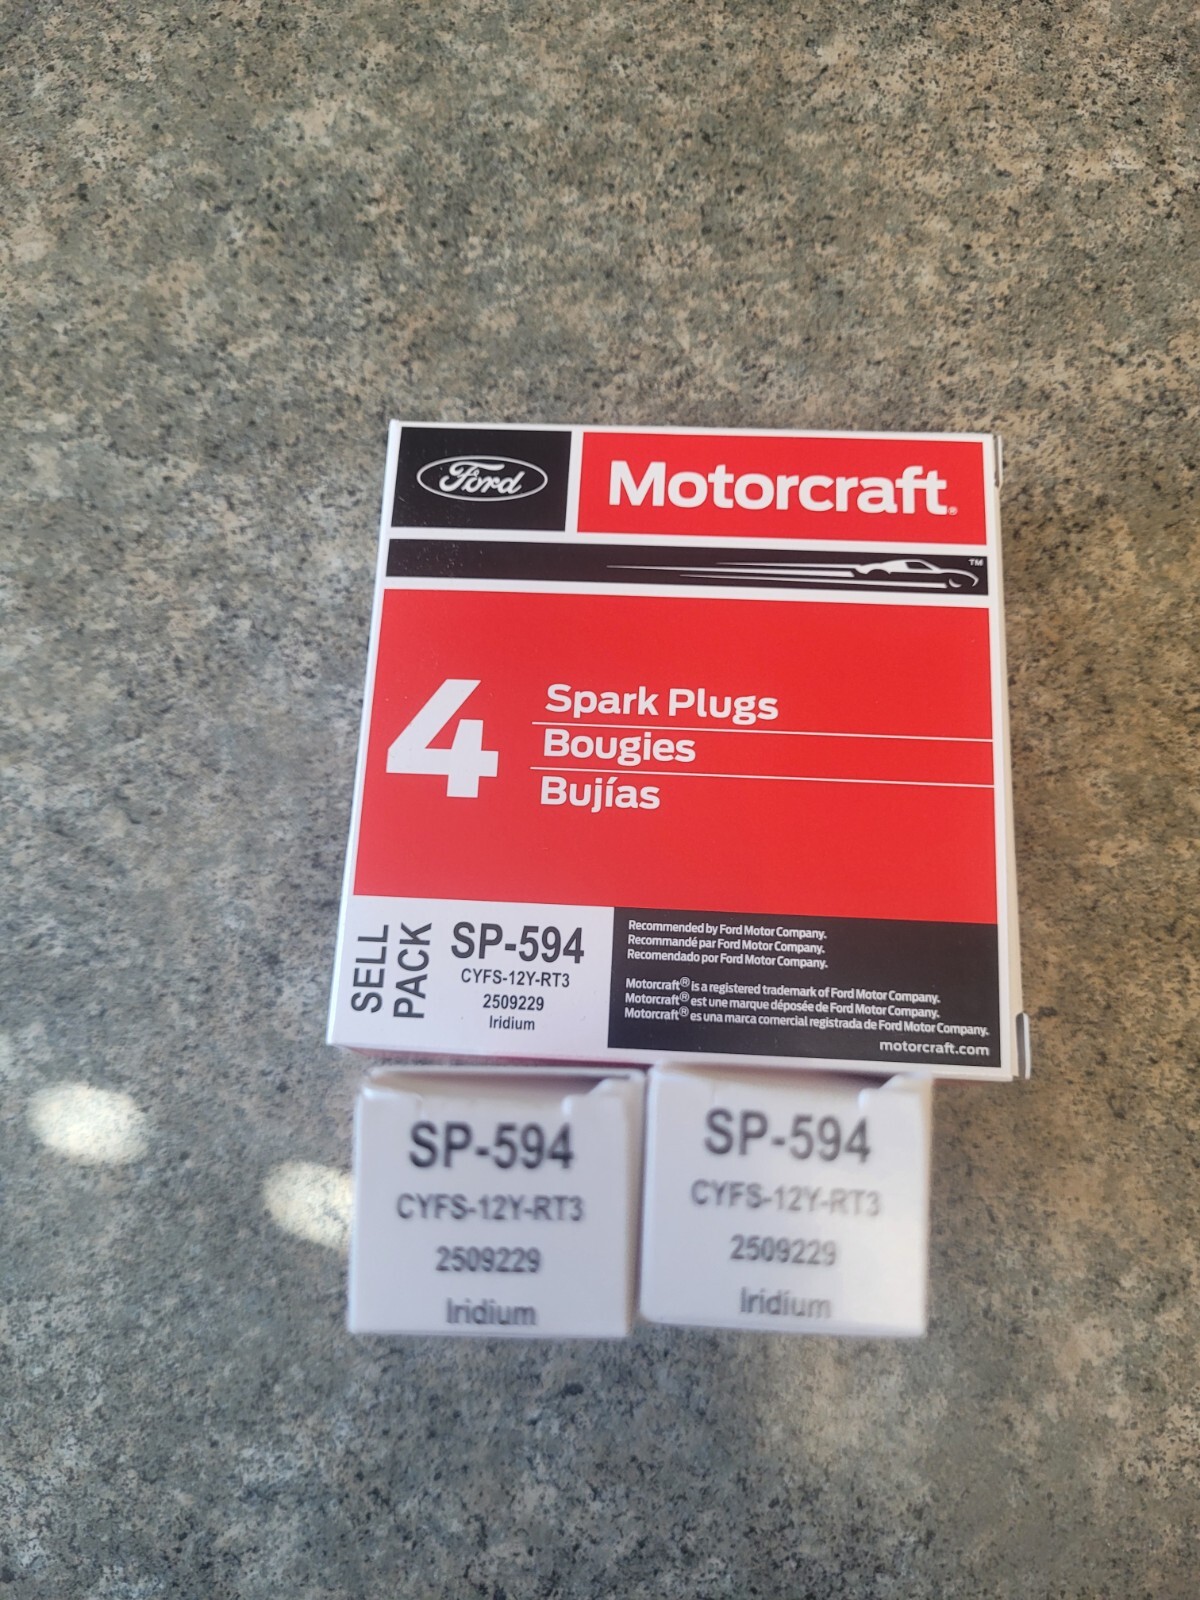 Ford
Motorcraft®
TM
4
Spark Plugs
Bougies
Bujías
SELL
PACK
SP-594
CYFS-12Y-RT3
2509229
Iridium
Recommended by Ford Motor Company.
Recommandé par Ford Motor Company.
Recomendado por Ford Motor Company.
Motorcraft® is a registered trademark of Ford Motor Company.
Motorcraft® est une marque déposée de Ford Motor Company.
Motorcraft® es una marca comercial registrada de Ford Motor Company.
motorcraft.com
SP-594
CYFS-12Y-RT3
2509229
Iridium
SP-594
CYFS-12Y-RT3
2509229
Iridium